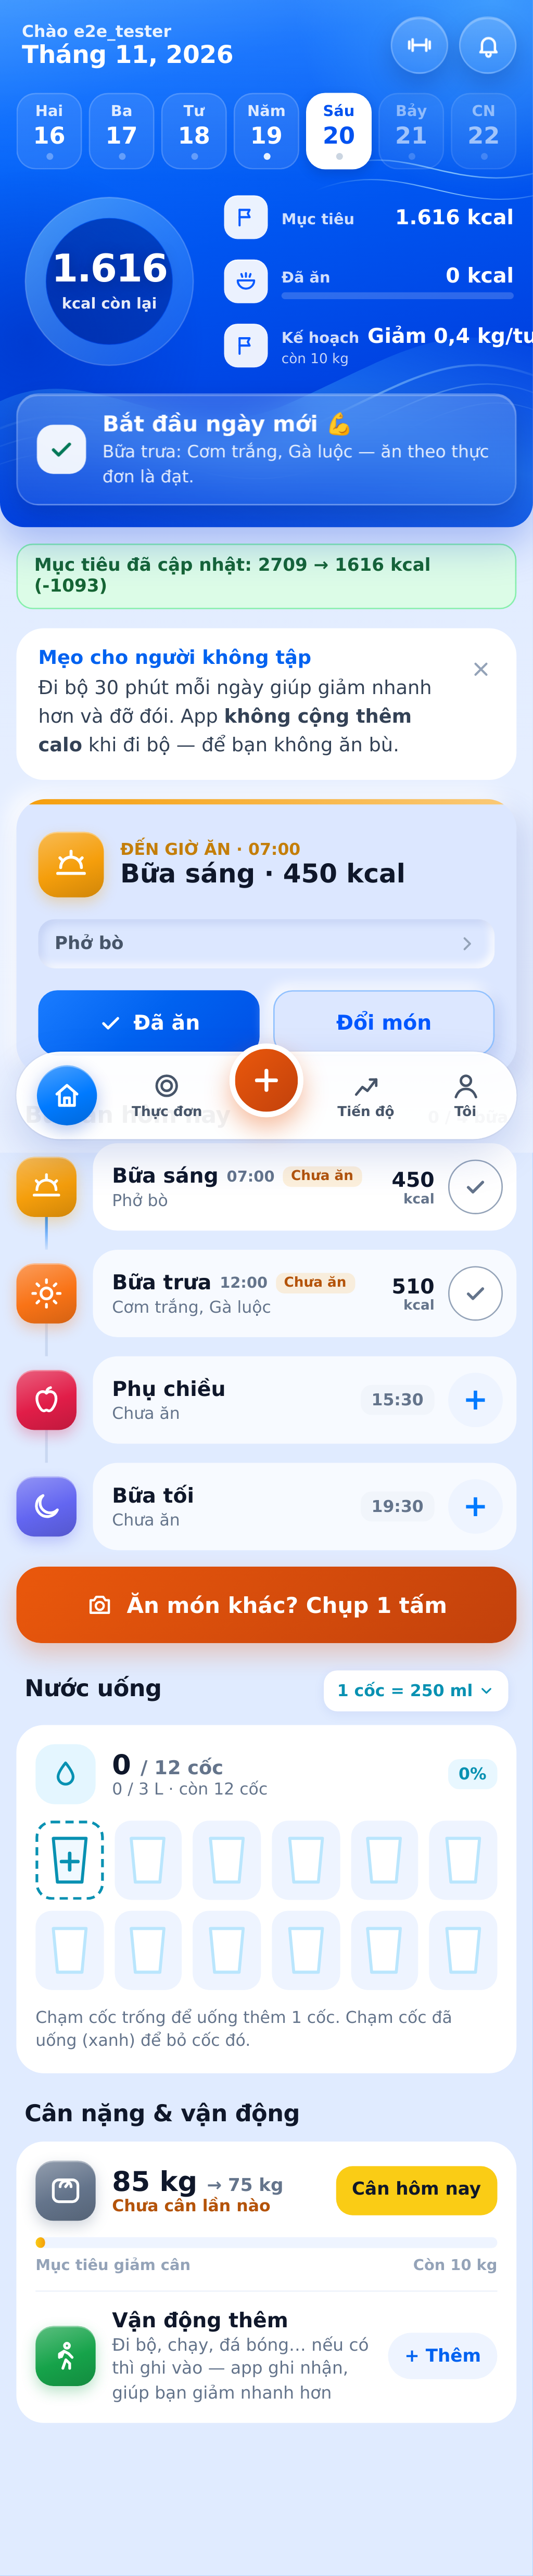 Chào e2e_tester
Tháng 11, 2026
Hai Ba Tư Năm Sáu Bảy CN
16 17 18 19 20 21 22
1.616
kcal còn lại
Mục tiêu 1.616 kcal
Đã ăn 0 kcal
Kế hoạch Giảm 0,4 kg/tu
còn 10 kg
Bắt đầu ngày mới 💪
Bữa trưa: Cơm trắng, Gà luộc — ăn theo thực
đơn là đạt.
Mục tiêu đã cập nhật: 2709 → 1616 kcal
(-1093)
Mẹo cho người không tập
Đi bộ 30 phút mỗi ngày giúp giảm nhanh
hơn và đỡ đói. App không cộng thêm
calo khi đi bộ — để bạn không ăn bù.
ĐẾN GIỜ ĂN · 07:00
Bữa sáng · 450 kcal
Phở bò
Đã ăn Đổi món
Thực đơn Tiến độ Tôi
Bữa sáng 07:00 Chưa ăn 450
Phở bò kcal
Bữa trưa 12:00 Chưa ăn 510
Cơm trắng, Gà luộc kcal
Phụ chiều 15:30
Chưa ăn
Bữa tối 19:30
Chưa ăn
Ăn món khác? Chụp 1 tấm
Nước uống 1 cốc = 250 ml
0 / 12 cốc 0%
0 / 3 L · còn 12 cốc
Chạm cốc trống để uống thêm 1 cốc. Chạm cốc đã
uống (xanh) để bỏ cốc đó.
Cân nặng & vận động
85 kg → 75 kg Cân hôm nay
Chưa cân lần nào
Mục tiêu giảm cân Còn 10 kg
Vận động thêm
Đi bộ, chạy, đá bóng... nếu có
thì ghi vào — app ghi nhận,
giúp bạn giảm nhanh hơn
+ Thêm